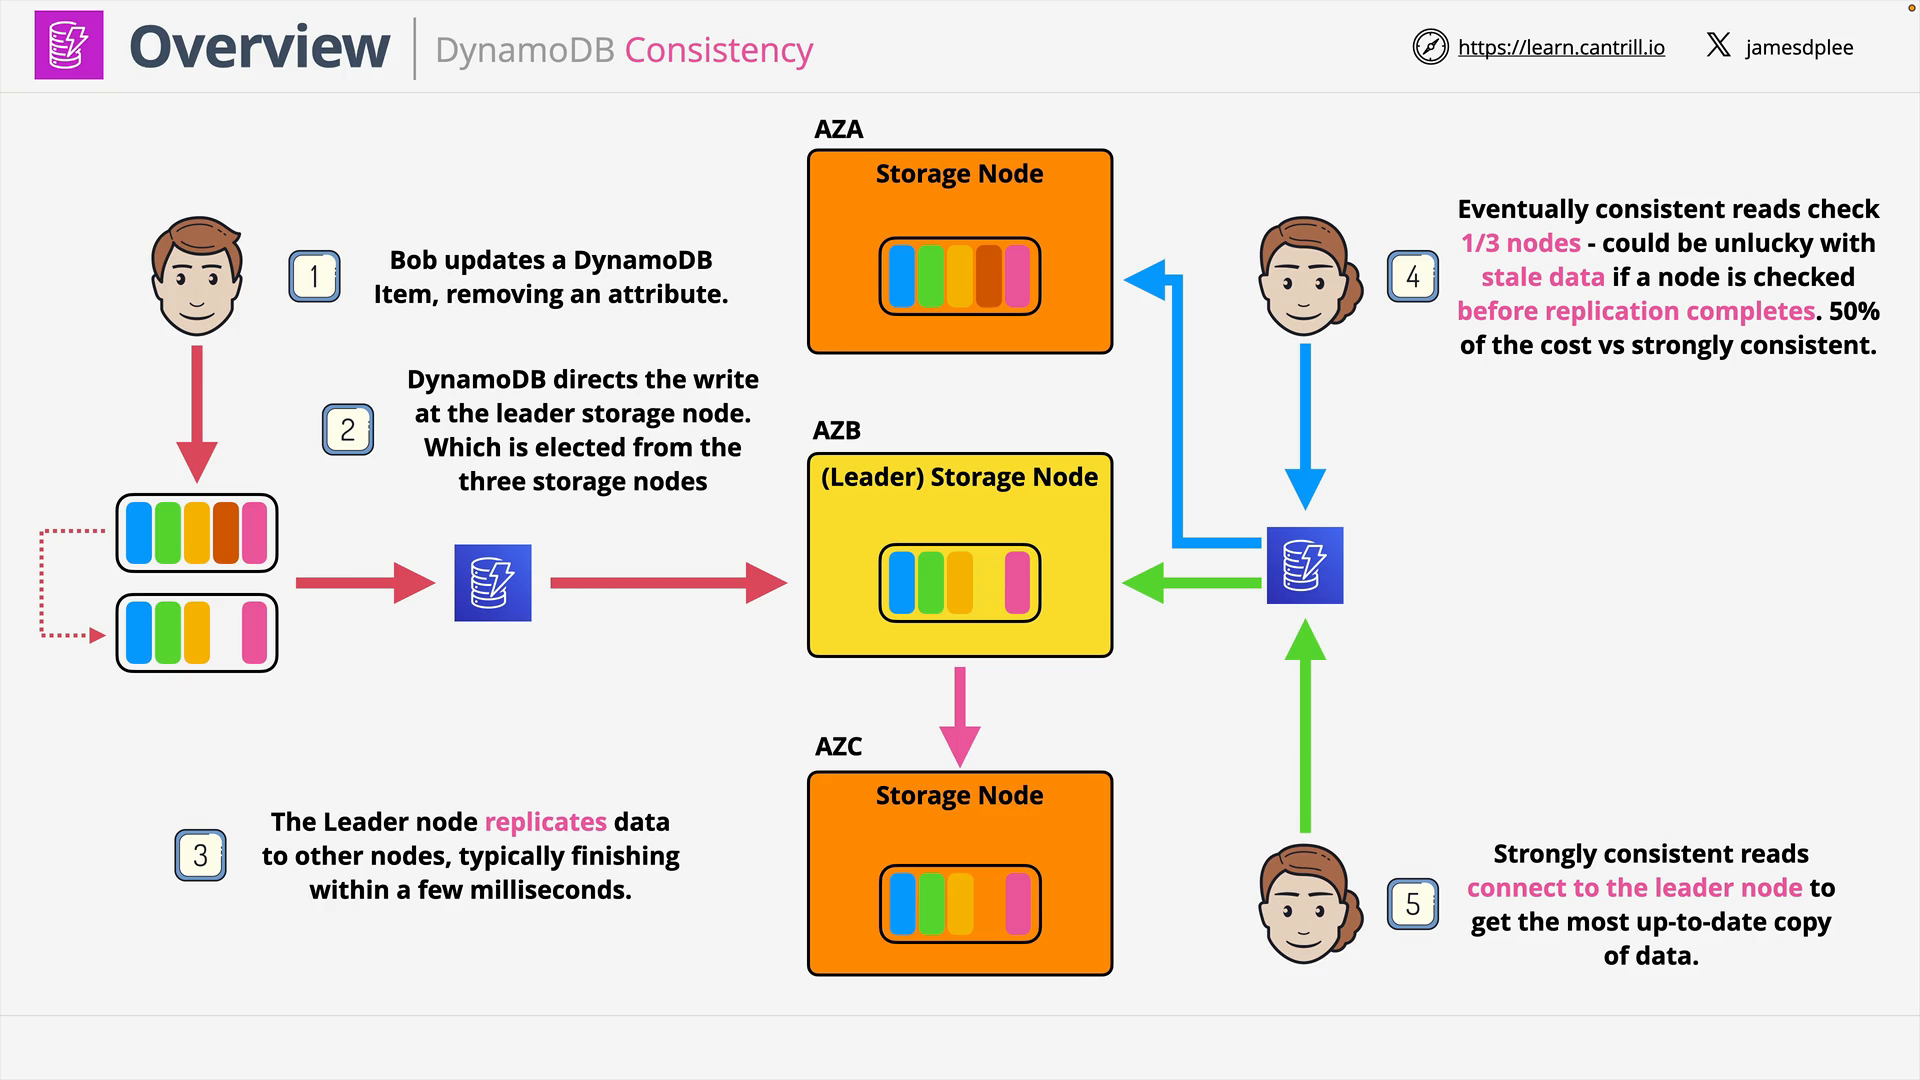 Overview
DynamoDB Consistency
https://learn.cantrill.io
jamesdplee
1
Bob updates a DynamoDB
Item, removing an attribute.
2
DynamoDB directs the write
at the leader storage node.
Which is elected from the
three storage nodes
3
The Leader node replicates data
to other nodes, typically finishing
within a few milliseconds.
AZA
Storage Node
AZB
(Leader) Storage Node
AZC
Storage Node
4
Eventually consistent reads check
1/3 nodes - could be unlucky with
stale data if a node is checked
before replication completes. 50%
of the cost vs strongly consistent.
5
Strongly consistent reads
connect to the leader node to
get the most up-to-date copy
of data.